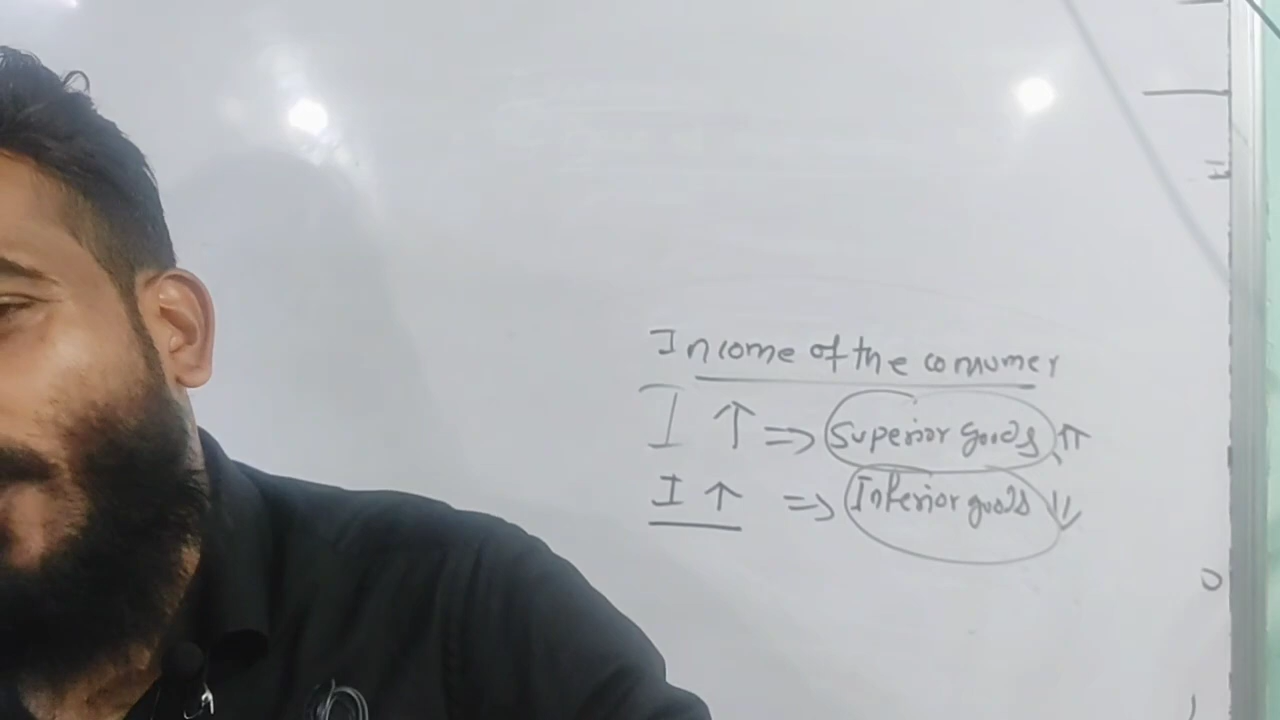 Income of the consumer
I ↑ ⇒ Superior goods ⇑
I ↑ ⇒ Inferior goods ⇓